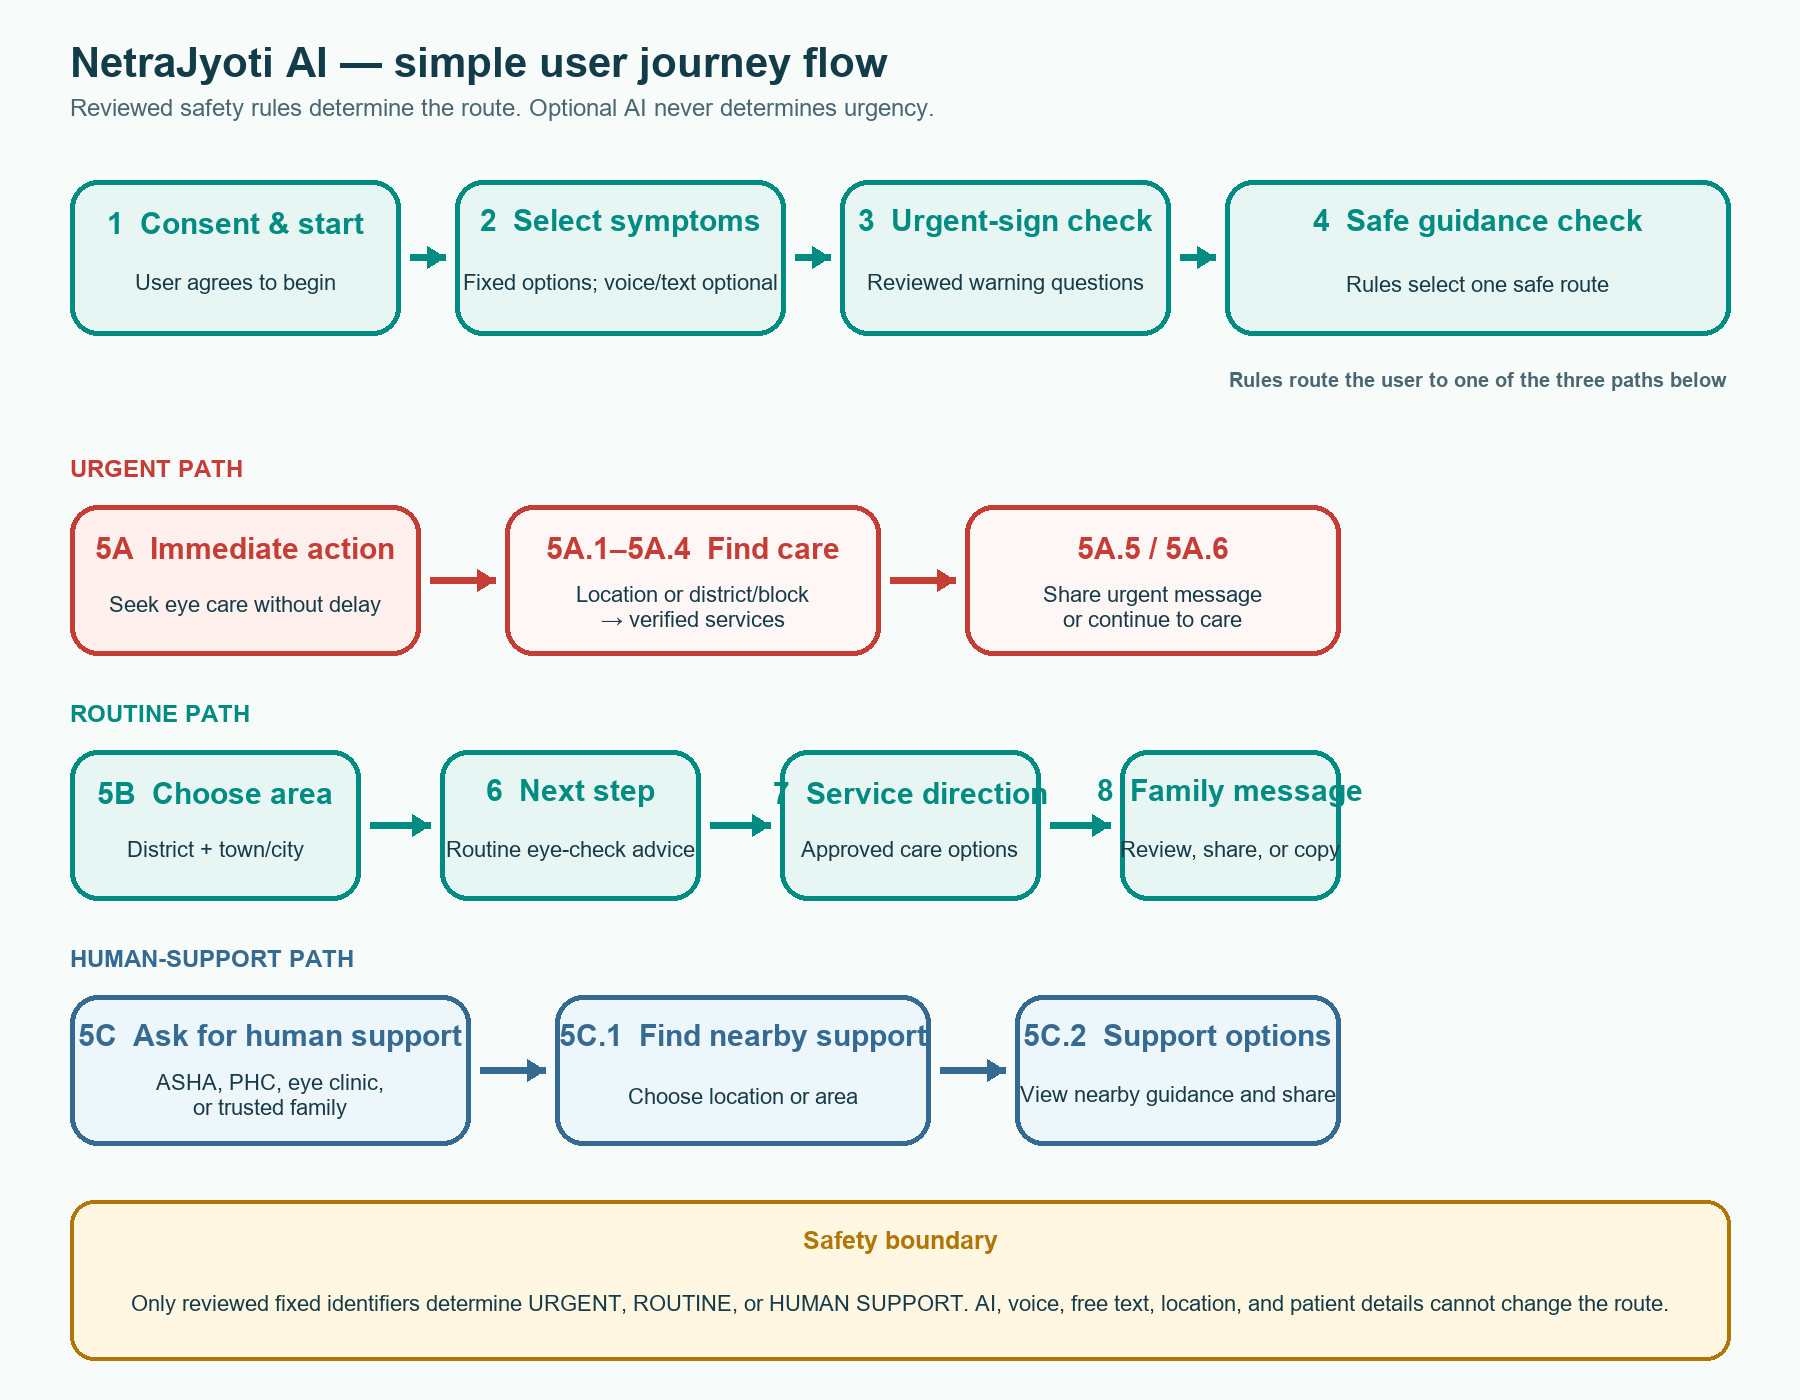 NetraJyoti AI — simple user journey flow
Reviewed safety rules determine the route. Optional AI never determines urgency.
1 Consent & start
User agrees to begin
2 Select symptoms
Fixed options; voice/text optional
3 Urgent-sign check
Reviewed warning questions
4 Safe guidance check
Rules select one safe route
Rules route the user to one of the three paths below
URGENT PATH
5A Immediate action
Seek eye care without delay
5A.1–5A.4 Find care
Location or district/block
→ verified services
5A.5 / 5A.6
Share urgent message
or continue to care
ROUTINE PATH
5B Choose area
District + town/city
6 Next step
Routine eye-check advice
7 Service direction
Approved care options
8 Family message
Review, share, or copy
HUMAN-SUPPORT PATH
5C Ask for human support
ASHA, PHC, eye clinic,
or trusted family
5C.1 Find nearby support
Choose location or area
5C.2 Support options
View nearby guidance and share
Safety boundary
Only reviewed fixed identifiers determine URGENT, ROUTINE, or HUMAN SUPPORT. AI, voice, free text, location, and patient details cannot change the route.